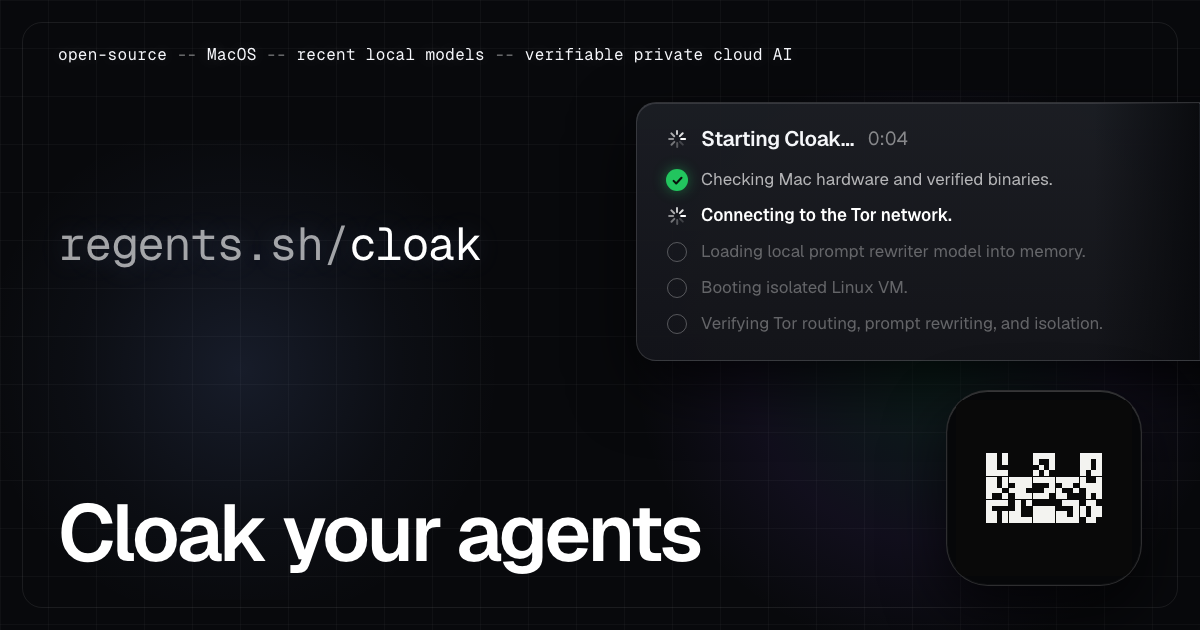 open-source -- MacOS -- recent local models -- verifiable private cloud AI
Starting Cloak... 0:04
Checking Mac hardware and verified binaries.
Connecting to the Tor network.
Loading local prompt rewriter model into memory.
Booting isolated Linux VM.
Verifying Tor routing, prompt rewriting, and isolation.
regents.sh/cloak
Cloak your agents